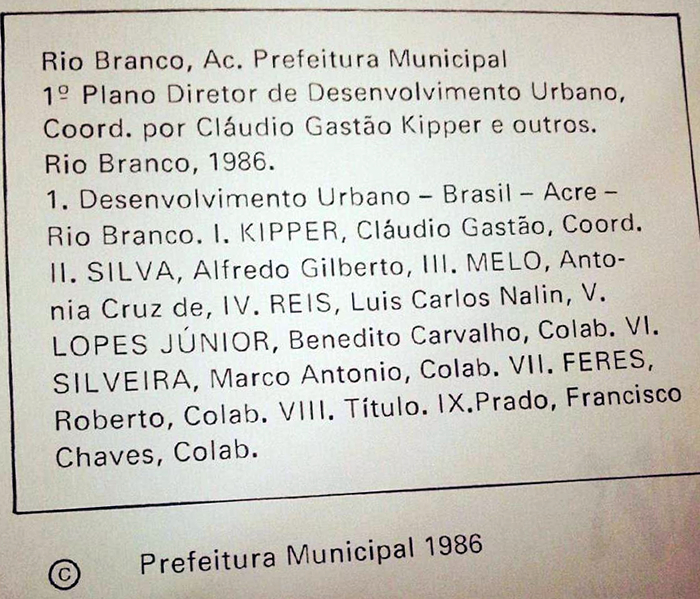 Rio Branco, Ac. Prefeitura Municipal
1º Plano Diretor de Desenvolvimento Urbano,
Coord. por Cláudio Gastão Kipper e outros.
Rio Branco, 1986.
1. Desenvolvimento Urbano – Brasil – Acre –
Rio Branco. I. KIPPER, Cláudio Gastão, Coord.
II. SILVA, Alfredo Gilberto, III. MELO, Anto-
nia Cruz de, IV. REIS, Luis Carlos Nalin, V.
LOPES JÚNIOR, Benedito Carvalho, Colab. VI.
SILVEIRA, Marco Antonio, Colab. VII. FERES,
Roberto, Colab. VIII. Título. IX.Prado, Francisco
Chaves, Colab.
© Prefeitura Municipal 1986